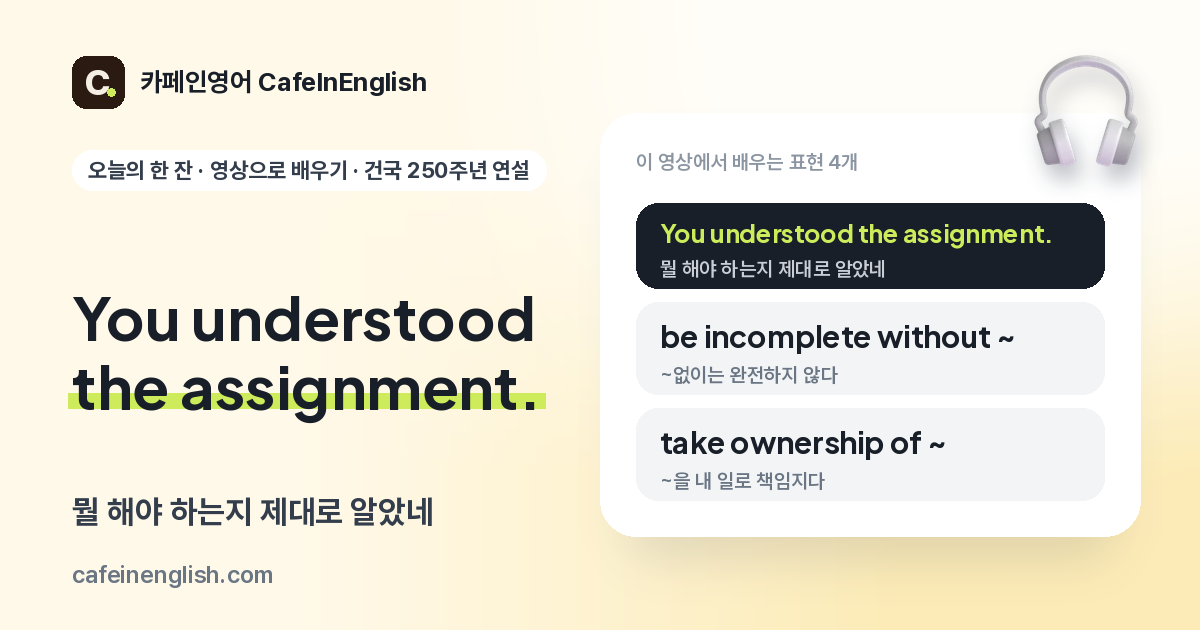 카페인영어 CafeInEnglish
오늘의 한 잔 · 영상으로 배우기 · 건국 250주년 연설
You understood
the assignment.
뭘 해야 하는지 제대로 알았네
cafeinenglish.com
이 영상에서 배우는 표현 4개
You understood the assignment.
뭘 해야 하는지 제대로 알았네
be incomplete without ~
~없이는 완전하지 않다
take ownership of ~
~을 내 일로 책임지다